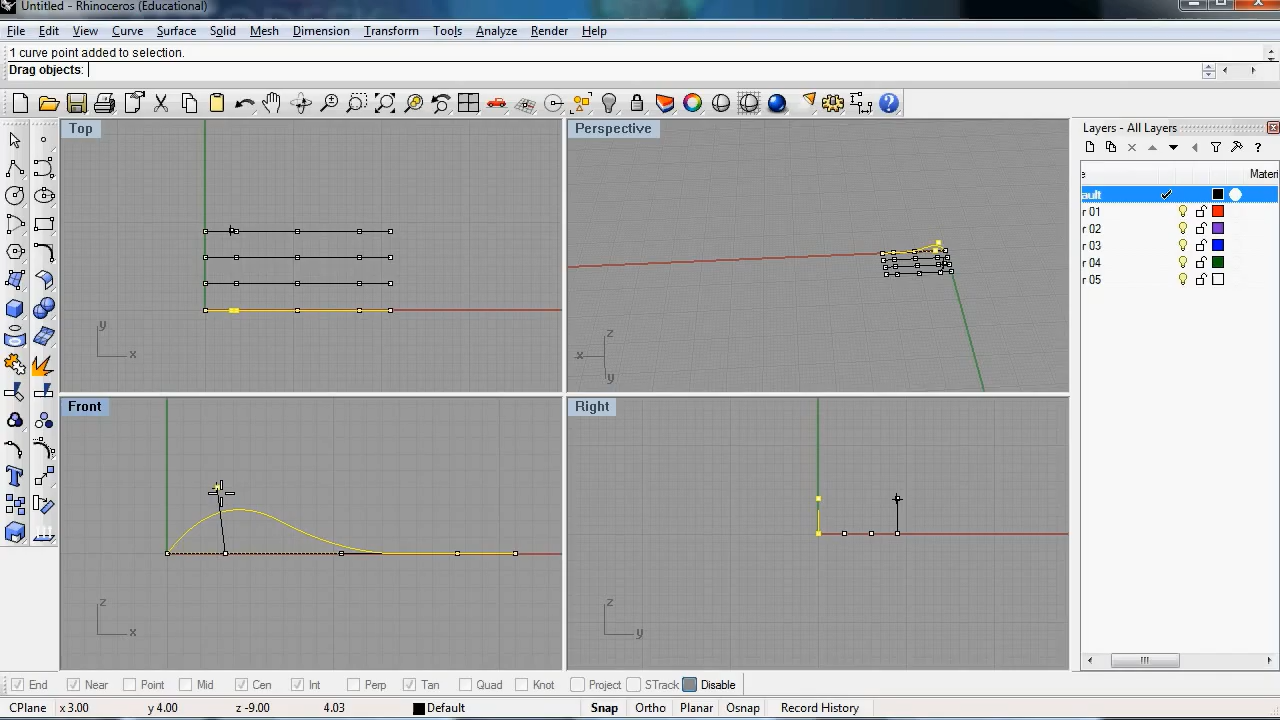 Untitled - Rhinoceros (Educational)
File Edit View Curve Surface Solid Mesh Dimension Transform Tools Analyze Render Help
1 curve point added to selection.
Drag objects:
Top
Perspective
Layers - All Layers
e Materi
ault
r 01
r 02
r 03
r 04
r 05
y
x
z
x
y
Front
Right
z
x
z
y
End Near Point Mid Cen Int Perp Tan Quad Knot Project STrack Disable
CPlane x 3.00 y 4.00 z -9.00 4.03 Default Snap Ortho Planar Osnap Record History